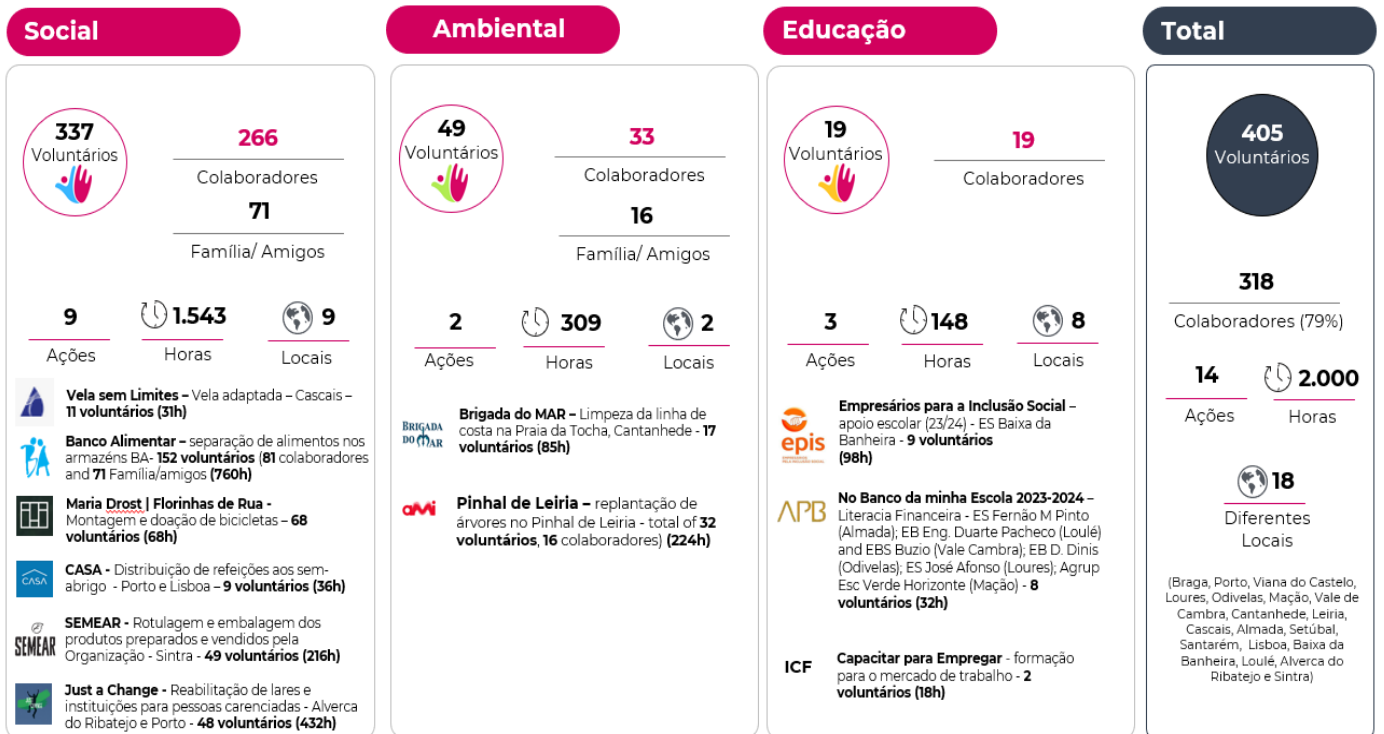 Social
337
Voluntários
266
Colaboradores
71
Família/ Amigos
9
Ações
1.543
Horas
9
Locais
Vela sem Limites – Vela adaptada – Cascais –
11 voluntários (31h)
BA
Banco Alimentar – separação de alimentos nos
armazéns BA- 152 voluntários (81 colaboradores
and 71 Família/amigos (760h)
Maria Drost | Florinhas de Rua -
Montagem e doação de bicicletas – 68
voluntários (68h)
CASA
CASA - Distribuição de refeições aos sem-
abrigo - Porto e Lisboa – 9 voluntários (36h)
SEMEAR
SEMEAR - Rotulagem e embalagem dos
produtos preparados e vendidos pela
Organização - Sintra - 49 voluntários (216h)
Just a Change - Reabilitação de lares e
instituições para pessoas carenciadas - Alverca
do Ribatejo e Porto - 48 voluntários (432h)
Ambiental
49
Voluntários
33
Colaboradores
16
Família/ Amigos
2
Ações
309
Horas
2
Locais
BRIGADA
DO MAR
Brigada do MAR – Limpeza da linha de
costa na Praia da Tocha, Cantanhede - 17
voluntários (85h)
aMi
Pinhal de Leiria – replantação de
árvores no Pinhal de Leiria - total of 32
voluntários, 16 colaboradores) (224h)
Educação
19
Voluntários
19
Colaboradores
3
Ações
148
Horas
8
Locais
epis
Empresários para a Inclusão Social –
apoio escolar (23/24) - ES Baixa da
Banheira - 9 voluntários
(98h)
APB
No Banco da minha Escola 2023-2024 –
Literacia Financeira - ES Fernão M Pinto
(Almada); EB Eng. Duarte Pacheco (Loulé)
and EBS Buzio (Vale Cambra); EB D. Dinis
(Odivelas); ES José Afonso (Loures); Agrup
Esc Verde Horizonte (Mação) - 8
voluntários (32h)
ICF
Capacitar para Empregar - formação
para o mercado de trabalho - 2
voluntários (18h)
Total
405
Voluntários
318
Colaboradores (79%)
14
Ações
2.000
Horas
18
Diferentes
Locais
(Braga, Porto, Viana do Castelo,
Loures, Odivelas, Mação, Vale de
Cambra, Cantanhede, Leiria,
Cascais, Almada, Setúbal,
Santarém, Lisboa, Baixa da
Banheira, Loulé, Alverca do
Ribatejo e Sintra)